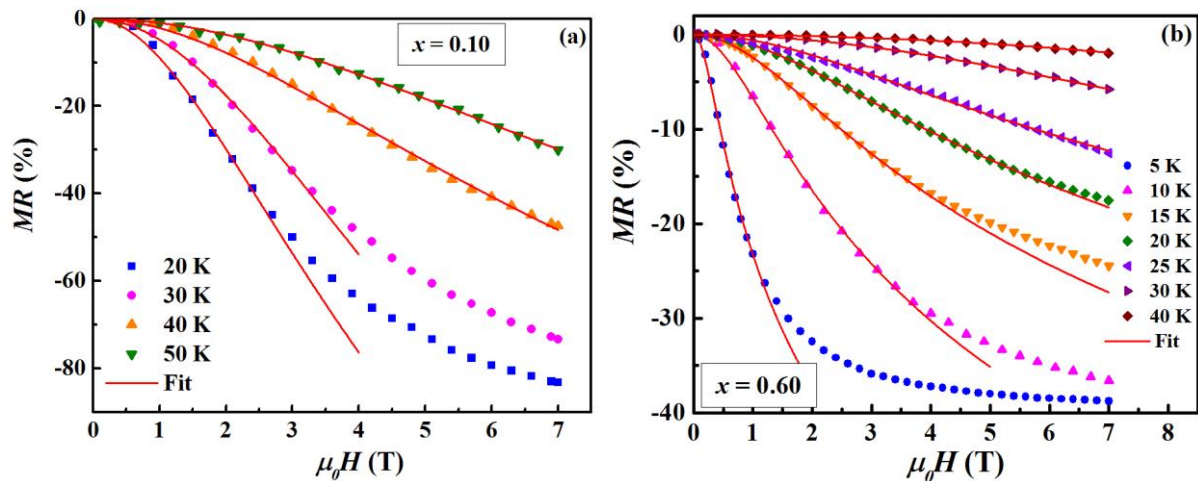 (a)
x = 0.10
MR (%)
0
-20
-40
-60
-80
20 K
30 K
40 K
50 K
Fit
0 1 2 3 4 5 6 7
μ₀H (T)
(b)
MR (%)
0
-10
-20
-30
-40
5 K
10 K
15 K
20 K
25 K
30 K
40 K
Fit
x = 0.60
0 1 2 3 4 5 6 7 8
μ₀H (T)